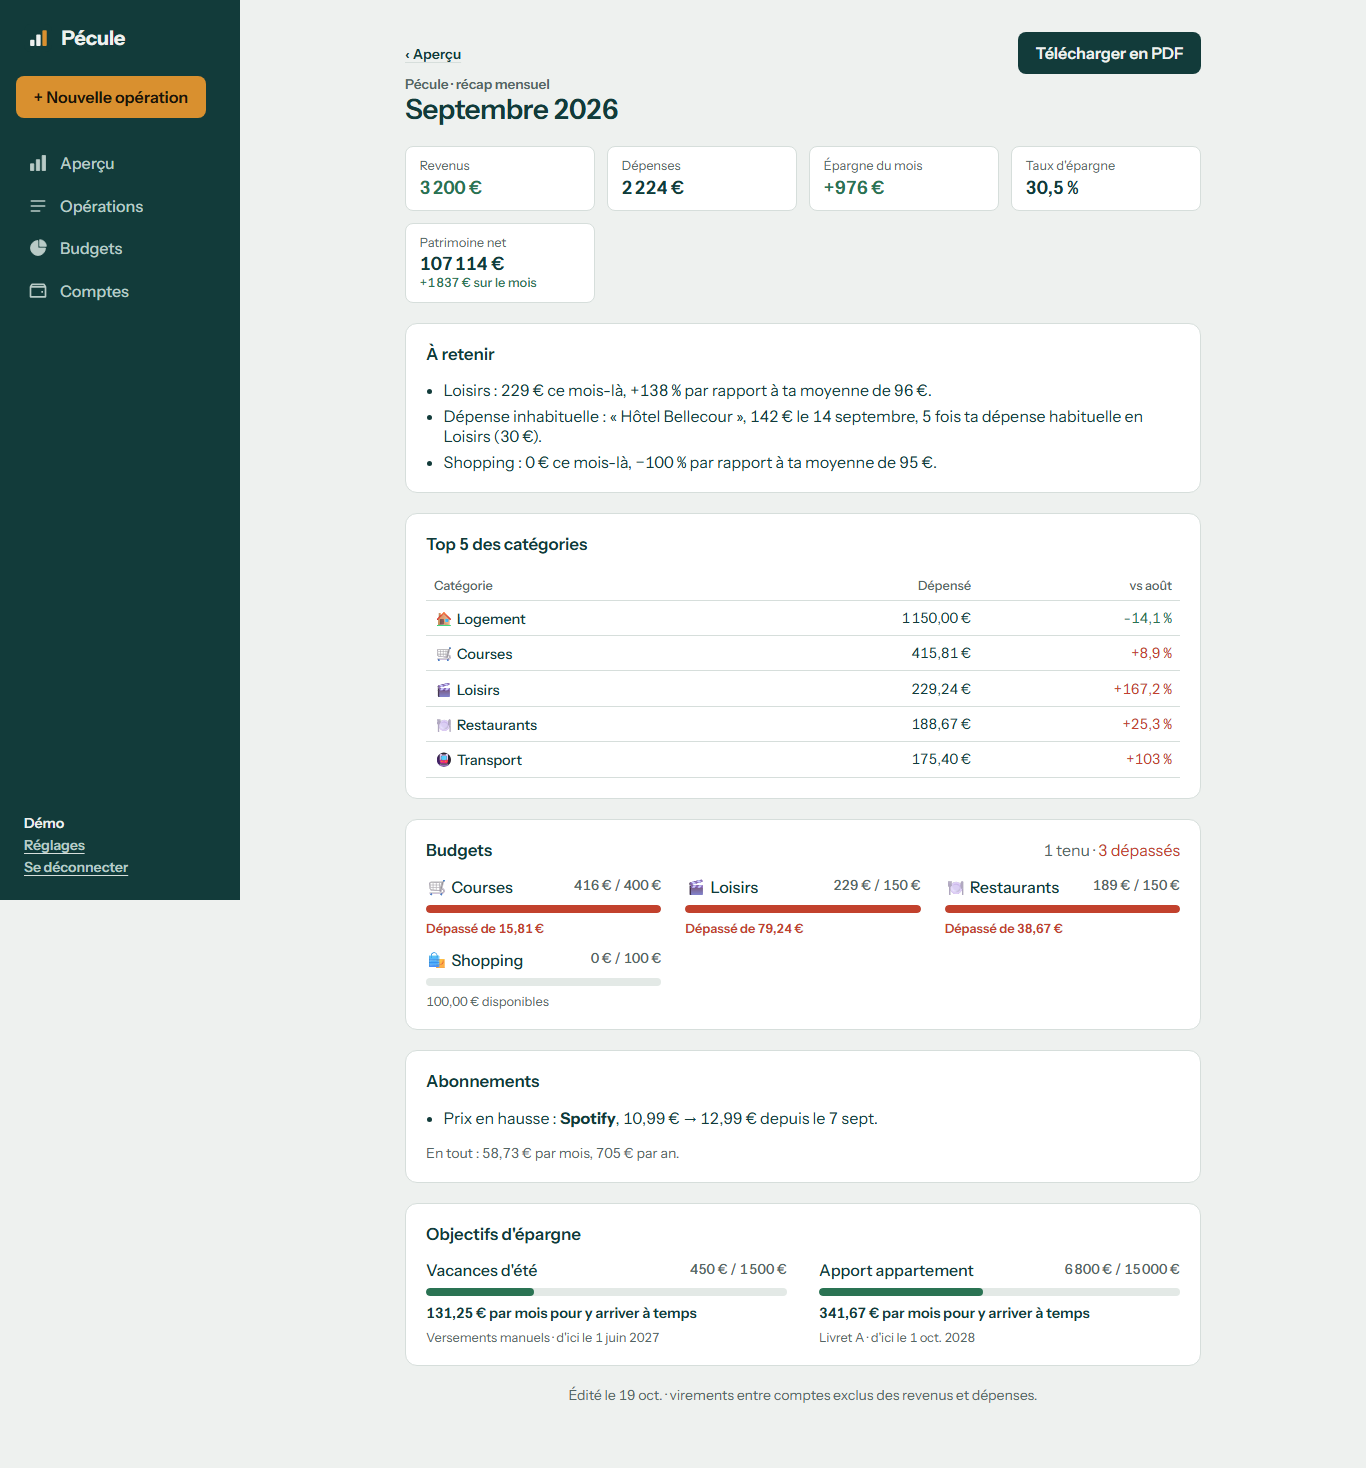 Pécule
+ Nouvelle opération
Aperçu
Opérations
Budgets
Comptes
Démo
Réglages
Se déconnecter
‹ Aperçu
Télécharger en PDF
Pécule · récap mensuel
Septembre 2026
Revenus
3 200 €
Dépenses
2 224 €
Épargne du mois
+976 €
Taux d'épargne
30,5 %
Patrimoine net
107 114 €
+1 837 € sur le mois
À retenir
• Loisirs : 229 € ce mois-là, +138 % par rapport à ta moyenne de 96 €.
• Dépense inhabituelle : « Hôtel Bellecour », 142 € le 14 septembre, 5 fois ta dépense habituelle en
Loisirs (30 €).
• Shopping : 0 € ce mois-là, −100 % par rapport à ta moyenne de 95 €.
Top 5 des catégories
Catégorie Dépensé vs août
Logement 1 150,00 € -14,1 %
Courses 415,81 € +8,9 %
Loisirs 229,24 € +167,2 %
Restaurants 188,67 € +25,3 %
Transport 175,40 € +103 %
Budgets 1 tenu · 3 dépassés
Courses 416 € / 400 €
Dépassé de 15,81 €
Loisirs 229 € / 150 €
Dépassé de 79,24 €
Restaurants 189 € / 150 €
Dépassé de 38,67 €
Shopping 0 € / 100 €
100,00 € disponibles
Abonnements
• Prix en hausse : Spotify, 10,99 € → 12,99 € depuis le 7 sept.
En tout : 58,73 € par mois, 705 € par an.
Objectifs d'épargne
Vacances d'été 450 € / 1 500 €
131,25 € par mois pour y arriver à temps
Versements manuels · d'ici le 1 juin 2027
Apport appartement 6 800 € / 15 000 €
341,67 € par mois pour y arriver à temps
Livret A · d'ici le 1 oct. 2028
Édité le 19 oct. · virements entre comptes exclus des revenus et dépenses.